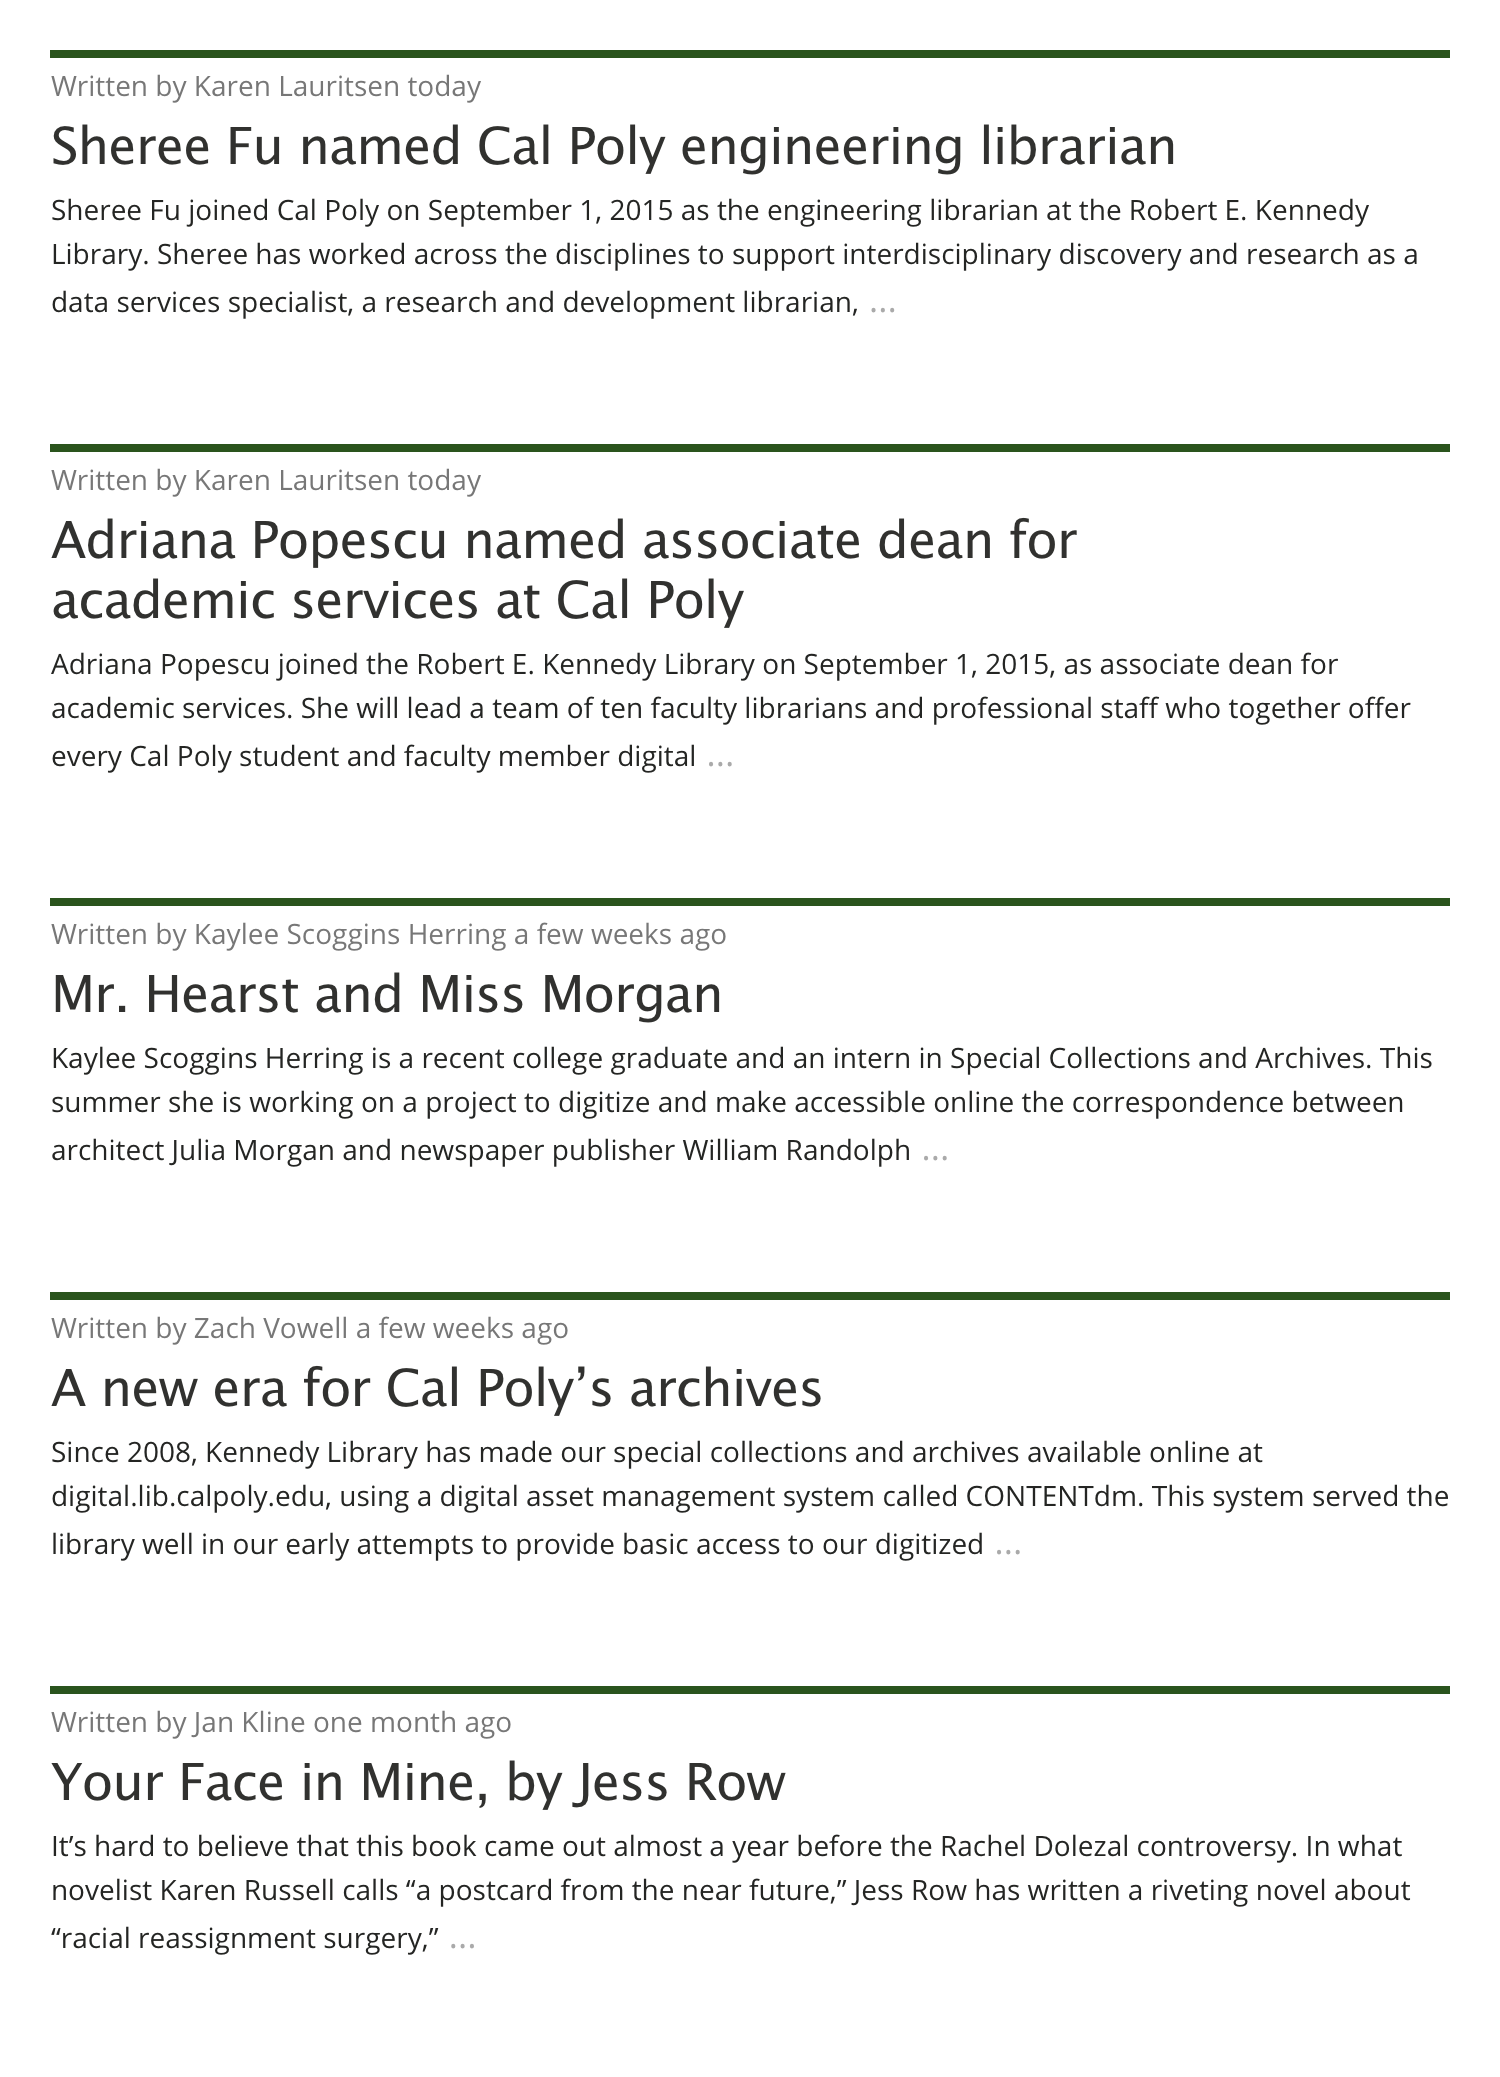 Written by Karen Lauritsen today
Sheree Fu named Cal Poly engineering librarian
Sheree Fu joined Cal Poly on September 1, 2015 as the engineering librarian at the Robert E. Kennedy
Library. Sheree has worked across the disciplines to support interdisciplinary discovery and research as a
data services specialist, a research and development librarian, ...
Written by Karen Lauritsen today
Adriana Popescu named associate dean for
academic services at Cal Poly
Adriana Popescu joined the Robert E. Kennedy Library on September 1, 2015, as associate dean for
academic services. She will lead a team of ten faculty librarians and professional staff who together offer
every Cal Poly student and faculty member digital ...
Written by Kaylee Scoggins Herring a few weeks ago
Mr. Hearst and Miss Morgan
Kaylee Scoggins Herring is a recent college graduate and an intern in Special Collections and Archives. This
summer she is working on a project to digitize and make accessible online the correspondence between
architect Julia Morgan and newspaper publisher William Randolph ...
Written by Zach Vowell a few weeks ago
A new era for Cal Poly’s archives
Since 2008, Kennedy Library has made our special collections and archives available online at
digital.lib.calpoly.edu, using a digital asset management system called CONTENTdm. This system served the
library well in our early attempts to provide basic access to our digitized ...
Written by Jan Kline one month ago
Your Face in Mine, by Jess Row
It’s hard to believe that this book came out almost a year before the Rachel Dolezal controversy. In what
novelist Karen Russell calls “a postcard from the near future,” Jess Row has written a riveting novel about
“racial reassignment surgery,” ...